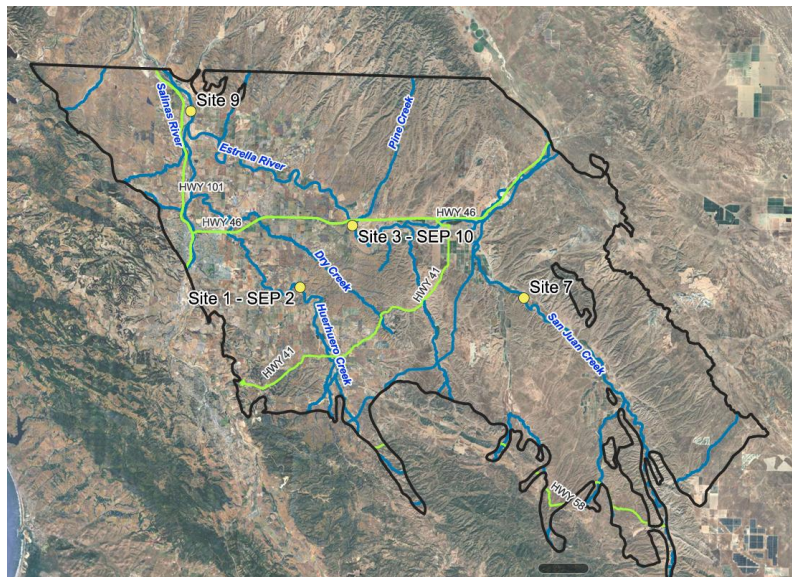 Salinas River
Site 9
Pine Creek
Estrella River
HWY 101
HWY 46
HWY 46
Site 3 - SEP 10
Dry Creek
HWY 41
Site 1 - SEP 2
Site 7
Huerhuero Creek
San Juan Creek
HWY 41
HWY 58